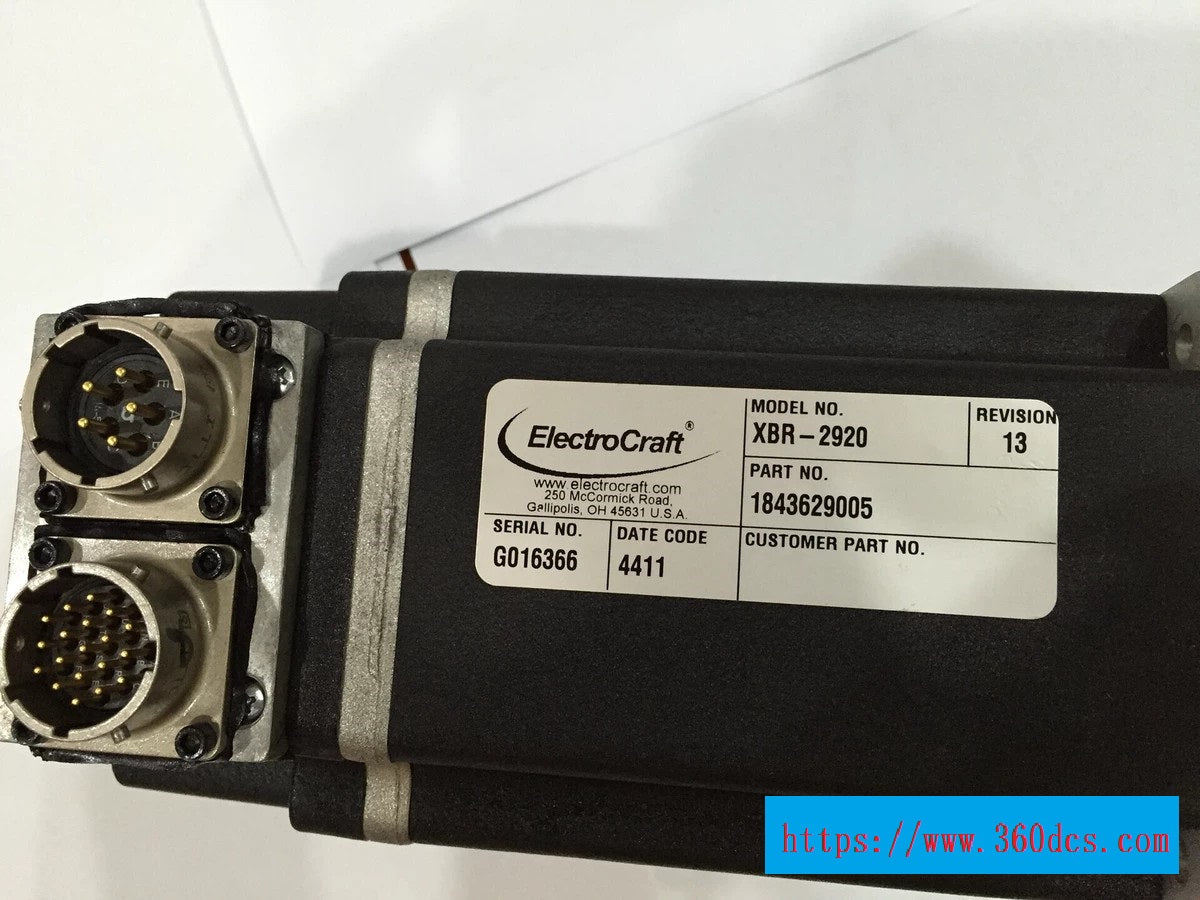 ElectroCraft®
www.electrocraft.com
250 McCormick Road,
Gallipolis, OH 45631 U.S.A.
MODEL NO.
XBR-2920
REVISION
13
PART NO.
1843629005
SERIAL NO.
G016366
DATE CODE
4411
CUSTOMER PART NO.
E
A
https://www.360dcs.com